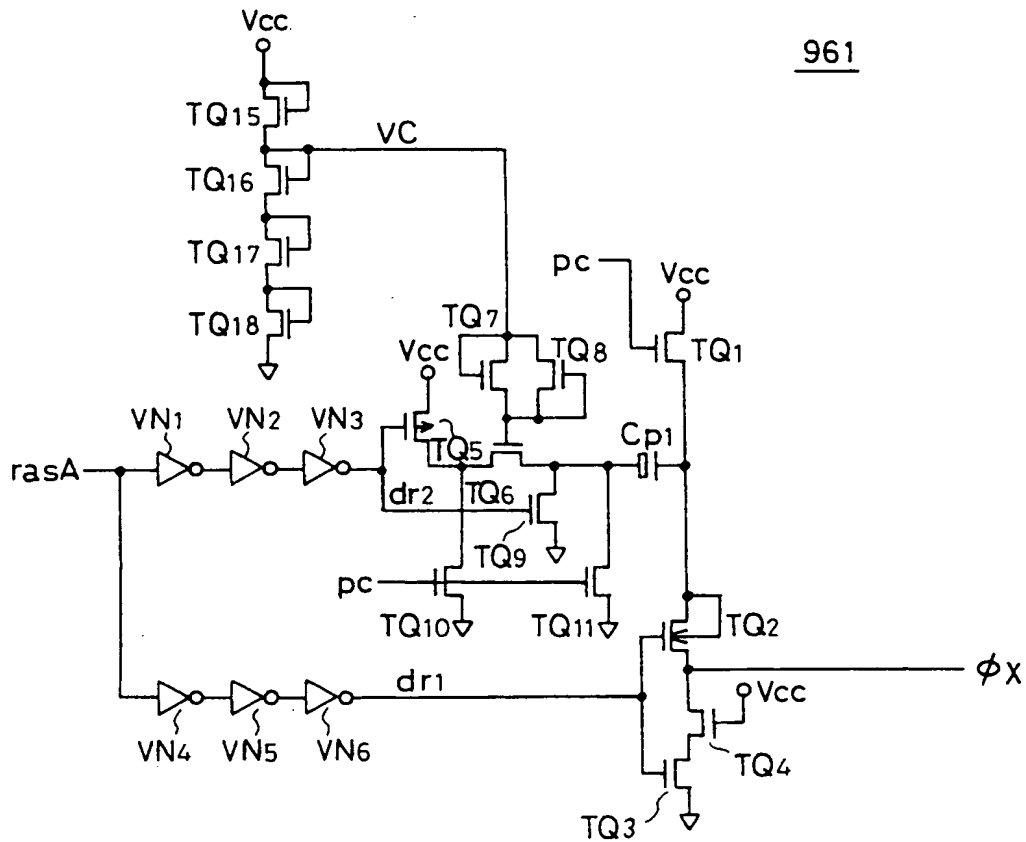 Vcc
961
TQ15
VC
TQ16
TQ17
pc
Vcc
TQ18
TQ7
TQ8
TQ1
Vcc
VN1
VN2
VN3
Cp1
TQ5
rasA
dr2
TQ6
TQ9
pc
TQ10
TQ11
TQ2
dr1
ϕX
Vcc
VN4
VN5
VN6
TQ4
TQ3